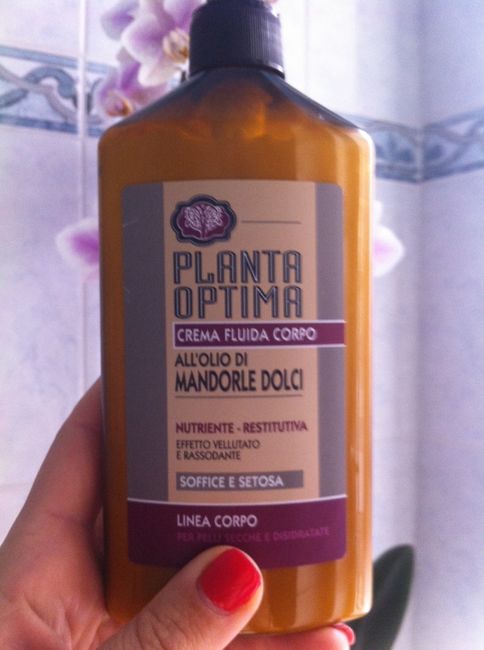 PLANTA
OPTIMA
CREMA FLUIDA CORPO
ALL'OLIO DI
MANDORLE DOLCI
NUTRIENTE - RESTITUTIVA
EFFETTO VELLUTATO
E RASSODANTE
SOFFICE E SETOSA
LINEA CORPO
PER PELLI SECCHE E DISIDRATATE